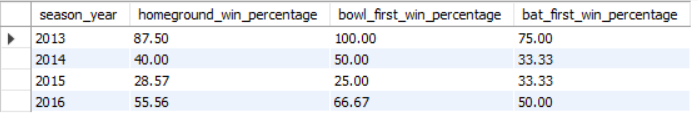 season_year homeground_win_percentage bowl_first_win_percentage bat_first_win_percentage
2013 87.50 100.00 75.00
2014 40.00 50.00 33.33
2015 28.57 25.00 33.33
2016 55.56 66.67 50.00